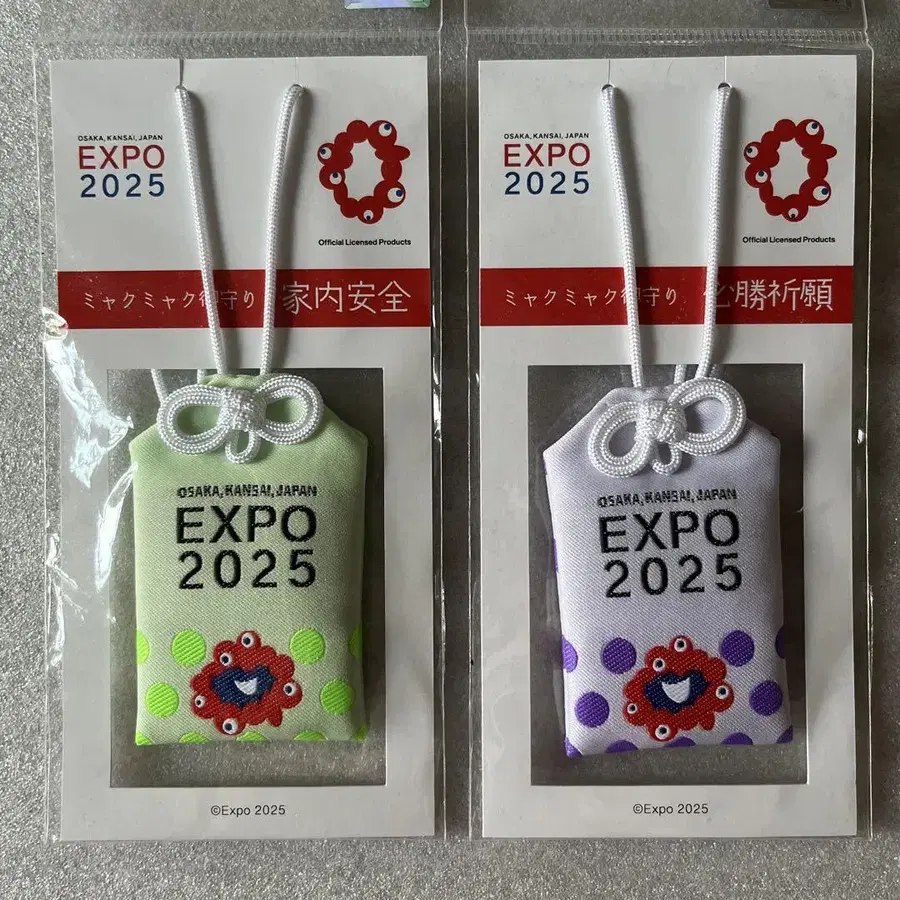 OSAKA, KANSAI, JAPAN
EXPO
2025
Official Licensed Products
ミャクミャク御守り 家内安全
OSAKA, KANSAI, JAPAN
EXPO
2025
©Expo 2025
OSAKA, KANSAI, JAPAN
EXPO
2025
Official Licensed Products
ミャクミャク御守り 必勝祈願
OSAKA, KANSAI, JAPAN
EXPO
2025
©Expo 2025